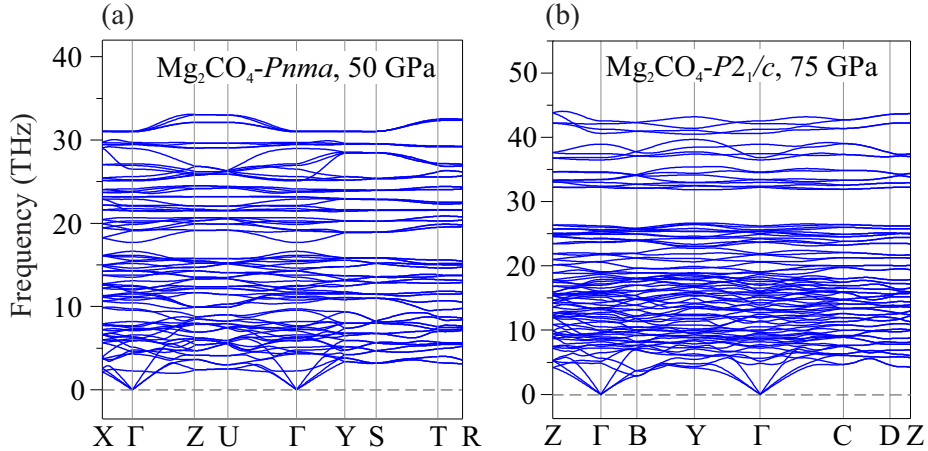 (a)
Mg₂CO₄-Pnma, 50 GPa
Frequency (THz)
40
30
20
10
0
X Γ Z U Γ Y S T R
(b)
Mg₂CO₄-P2₁/c, 75 GPa
50
40
30
20
10
0
Z Γ B Y Γ C D Z